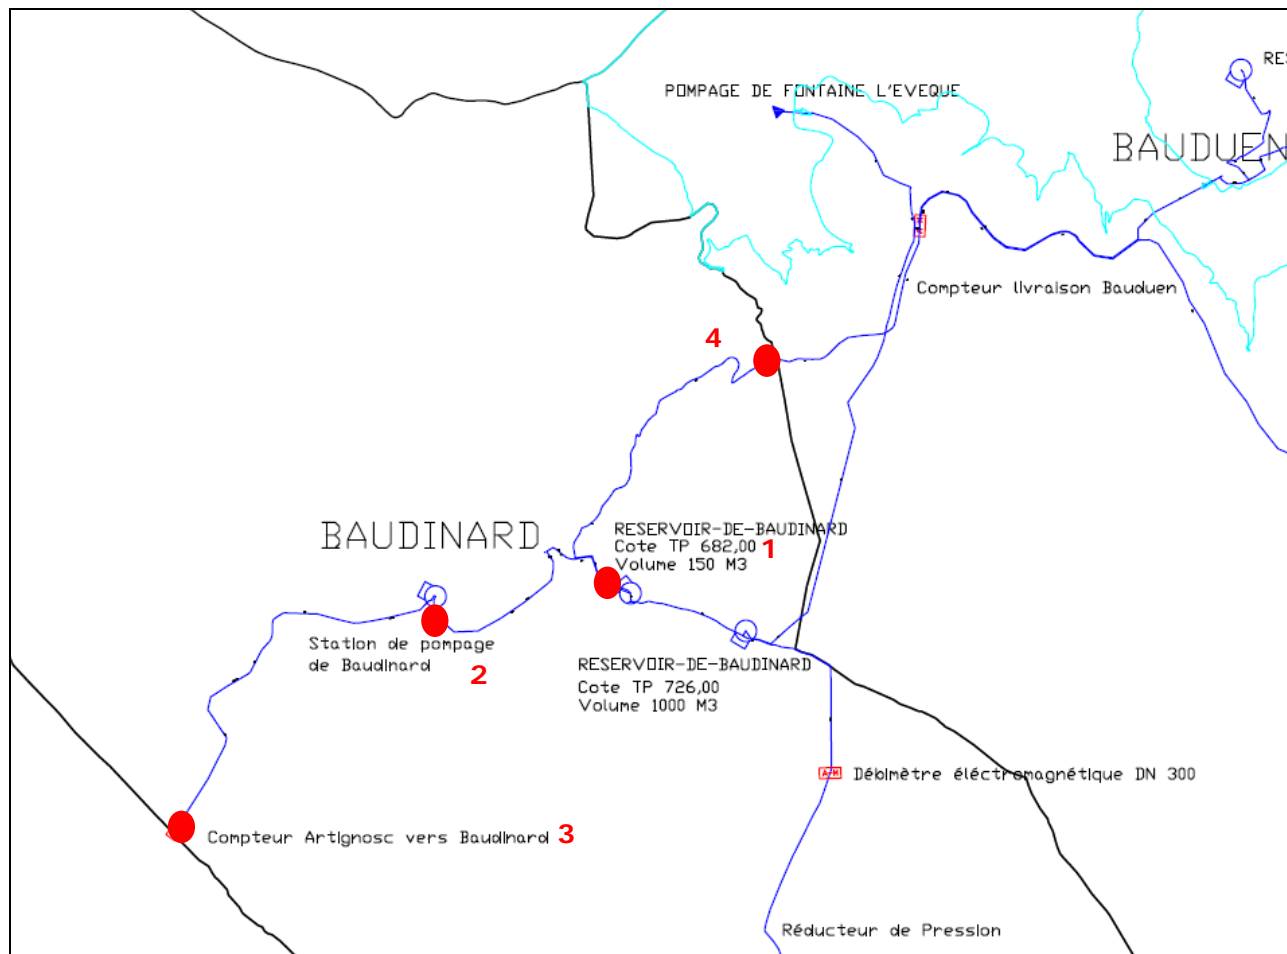 RES
POMPAGE DE FONTAINE L'EVEQUE
BAUDUEN
Compteur livraison Bauduen
4
BAUDINARD
RESERVOIR-DE-BAUDINARD
Cote TP 682,00 1
Volume 150 M3
Station de pompage
de Baudinard
2
RESERVOIR-DE-BAUDINARD
Cote TP 726,00
Volume 1000 M3
Débimètre éléctromagnétique DN 300
Compteur Artignosc vers Baudinard 3
Réducteur de Pression